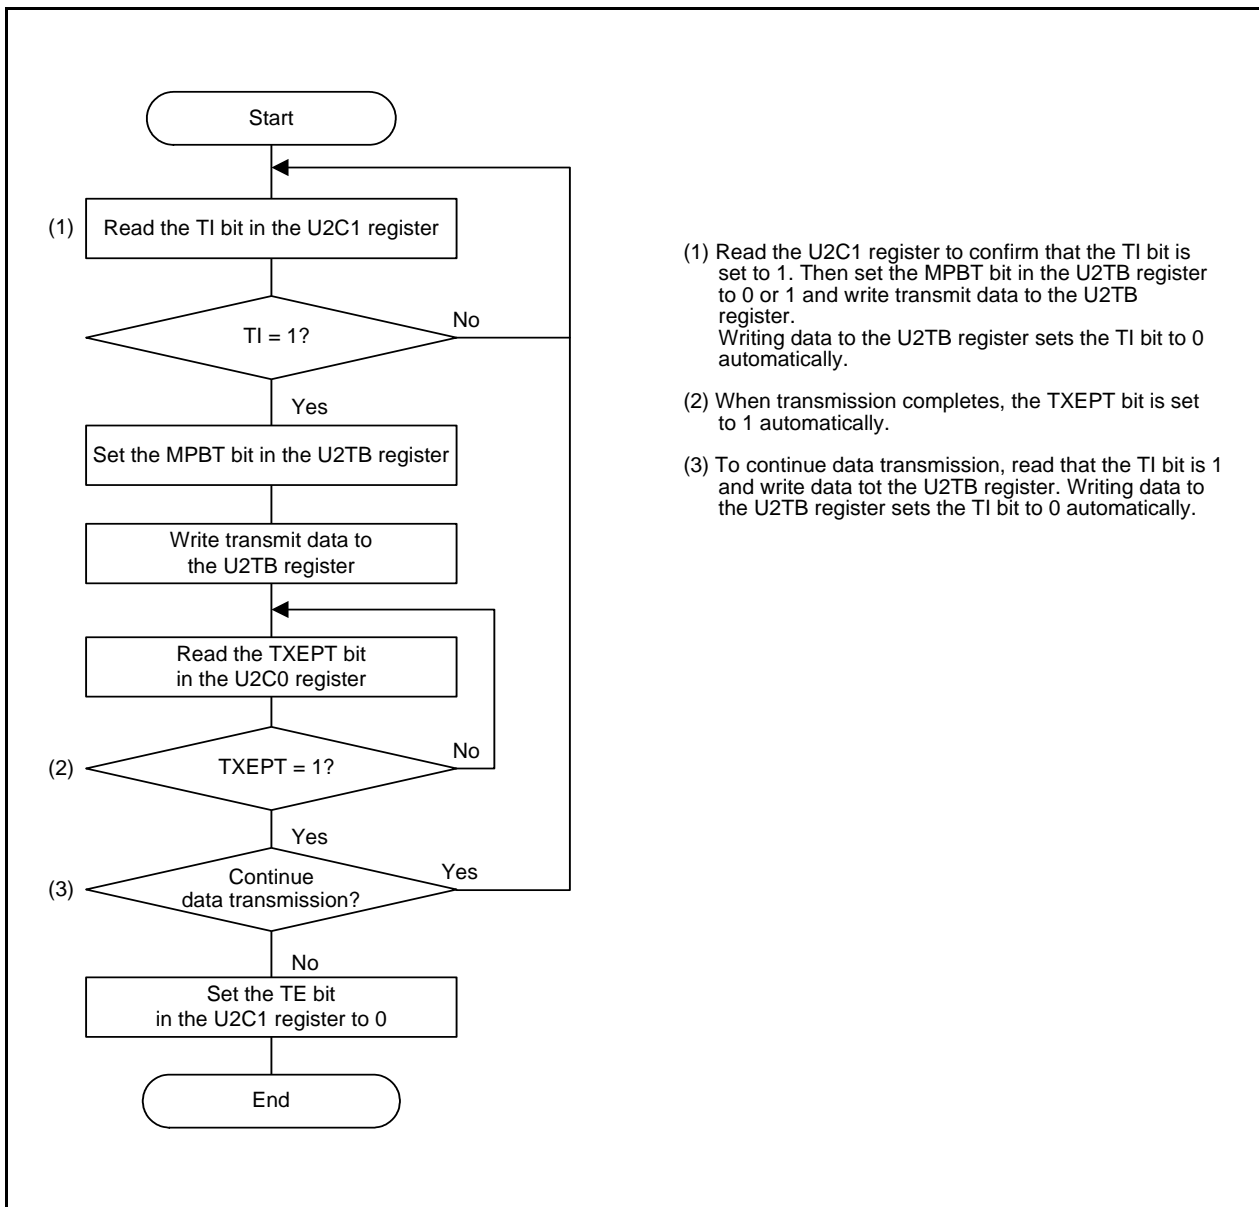 Start
(1)
Read the TI bit in the U2C1 register
TI = 1?
No
Yes
Set the MPBT bit in the U2TB register
Write transmit data to
the U2TB register
Read the TXEPT bit
in the U2C0 register
(2)
TXEPT = 1?
No
Yes
(3)
Continue
data transmission?
Yes
No
Set the TE bit
in the U2C1 register to 0
End
(1) Read the U2C1 register to confirm that the TI bit is
set to 1. Then set the MPBT bit in the U2TB register
to 0 or 1 and write transmit data to the U2TB
register.
Writing data to the U2TB register sets the TI bit to 0
automatically.
(2) When transmission completes, the TXEPT bit is set
to 1 automatically.
(3) To continue data transmission, read that the TI bit is 1
and write data tot the U2TB register. Writing data to
the U2TB register sets the TI bit to 0 automatically.